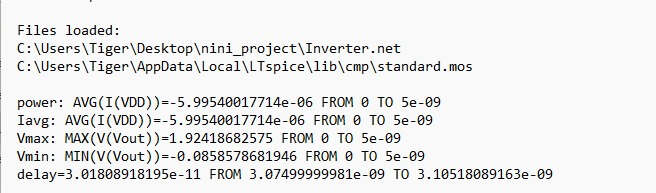 Files loaded:
C:\Users\Tiger\Desktop\nini_project\Inverter.net
C:\Users\Tiger\AppData\Local\LTspice\lib\cmp\standard.mos
power: AVG(I(VDD))=-5.99540017714e-06 FROM 0 TO 5e-09
Iavg: AVG(I(VDD))=-5.99540017714e-06 FROM 0 TO 5e-09
Vmax: MAX(V(Vout))=1.92418682575 FROM 0 TO 5e-09
Vmin: MIN(V(Vout))=-0.0858578681946 FROM 0 TO 5e-09
delay=3.01808918195e-11 FROM 3.07499999981e-09 TO 3.10518089163e-09